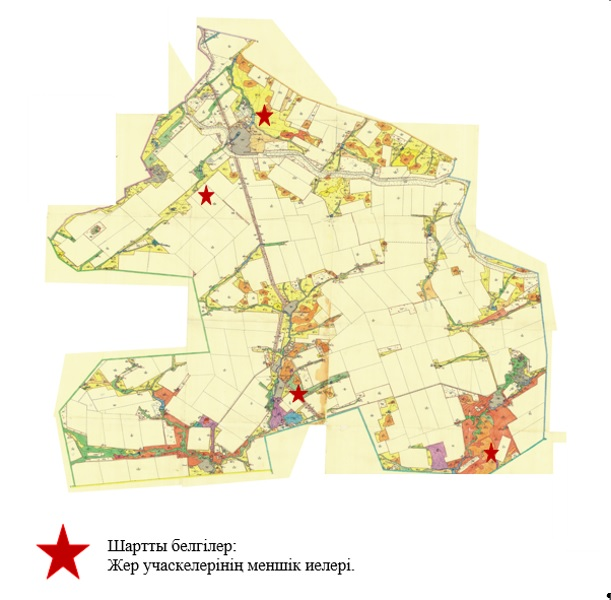 Шартты белгілер:
Жер учаскелерінің меншік иелері.